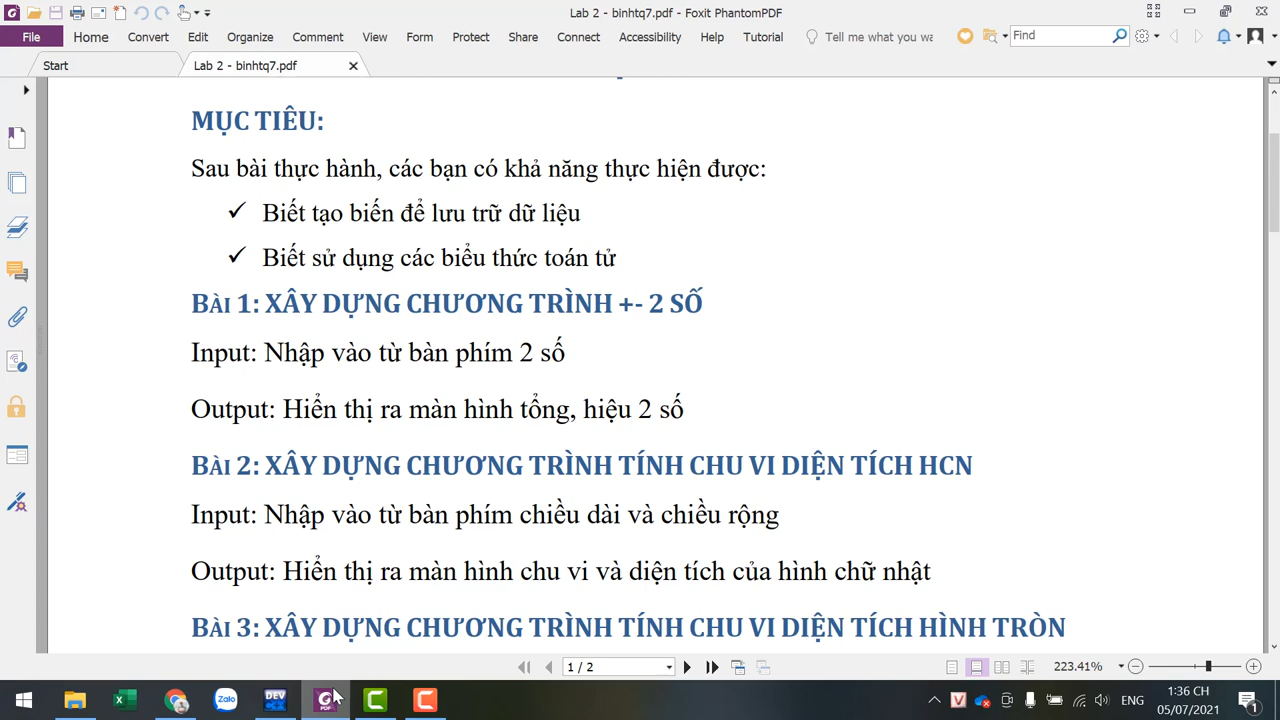 Lab 2 - binhtq7.pdf - Foxit PhantomPDF
File Home Convert Edit Organize Comment View Form Protect Share Connect Accessibility Help Tutorial Tell me what you wa Find
Start Lab 2 - binhtq7.pdf
MỤC TIÊU:
Sau bài thực hành, các bạn có khả năng thực hiện được:
✓ Biết tạo biến để lưu trữ dữ liệu
✓ Biết sử dụng các biểu thức toán tử
BÀI 1: XÂY DỰNG CHƯƠNG TRÌNH +- 2 SỐ
Input: Nhập vào từ bàn phím 2 số
Output: Hiển thị ra màn hình tổng, hiệu 2 số
BÀI 2: XÂY DỰNG CHƯƠNG TRÌNH TÍNH CHU VI DIỆN TÍCH HCN
Input: Nhập vào từ bàn phím chiều dài và chiều rộng
Output: Hiển thị ra màn hình chu vi và diện tích của hình chữ nhật
BÀI 3: XÂY DỰNG CHƯƠNG TRÌNH TÍNH CHU VI DIỆN TÍCH HÌNH TRÒN
1 / 2 223.41%
Zalo DEV PDF ENG 1:36 CH
05/07/2021 1